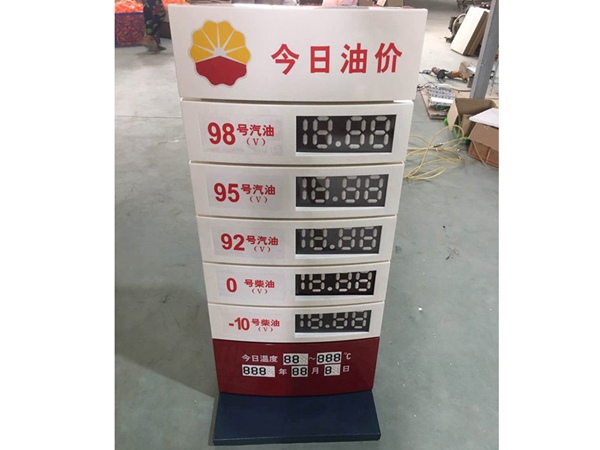 今日油价
98号汽油 18.88
(V)
95号汽油 18.88
(V)
92号汽油 18.88
(V)
0号柴油 18.88
(V)
-10号柴油 18.88
(V)
今日温度 88 ~ 888 ℃
888 年 88 月 8 日